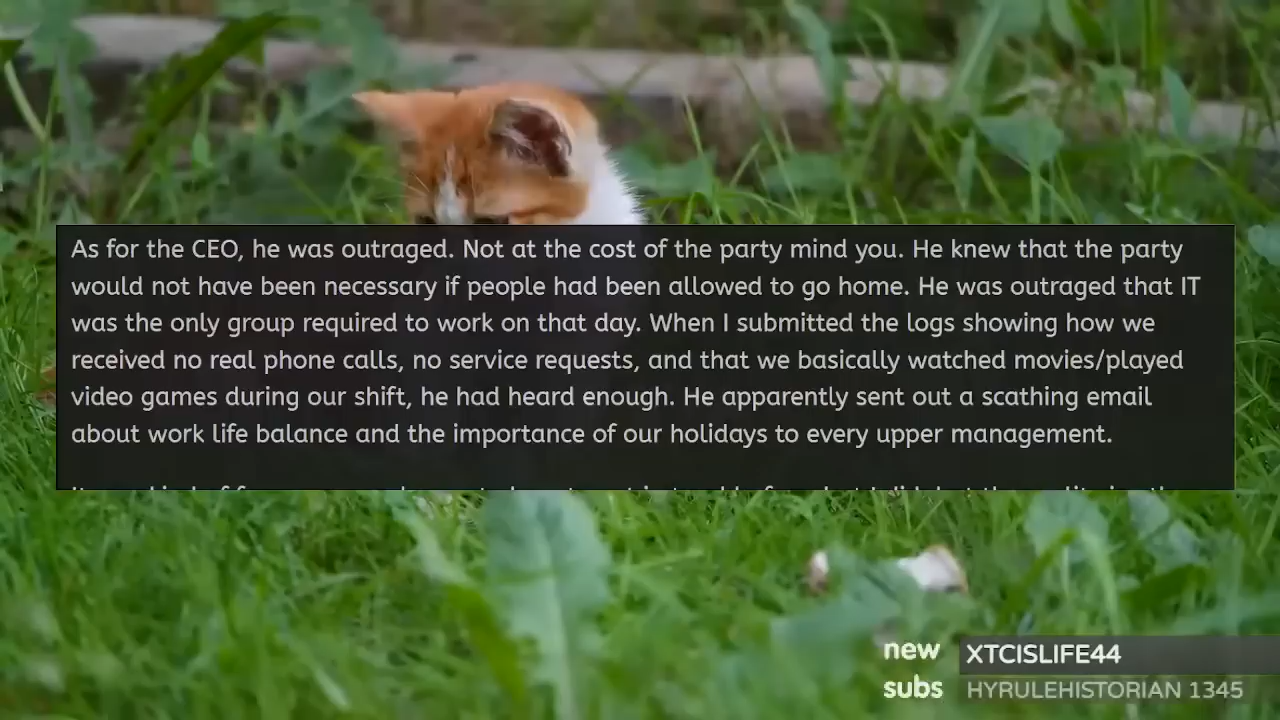 As for the CEO, he was outraged. Not at the cost of the party mind you. He knew that the party
would not have been necessary if people had been allowed to go home. He was outraged that IT
was the only group required to work on that day. When I submitted the logs showing how we
received no real phone calls, no service requests, and that we basically watched movies/played
video games during our shift, he had heard enough. He apparently sent out a scathing email
about work life balance and the importance of our holidays to every upper management.
new XTCISLIFE44
subs HYRULEHISTORIAN 1345